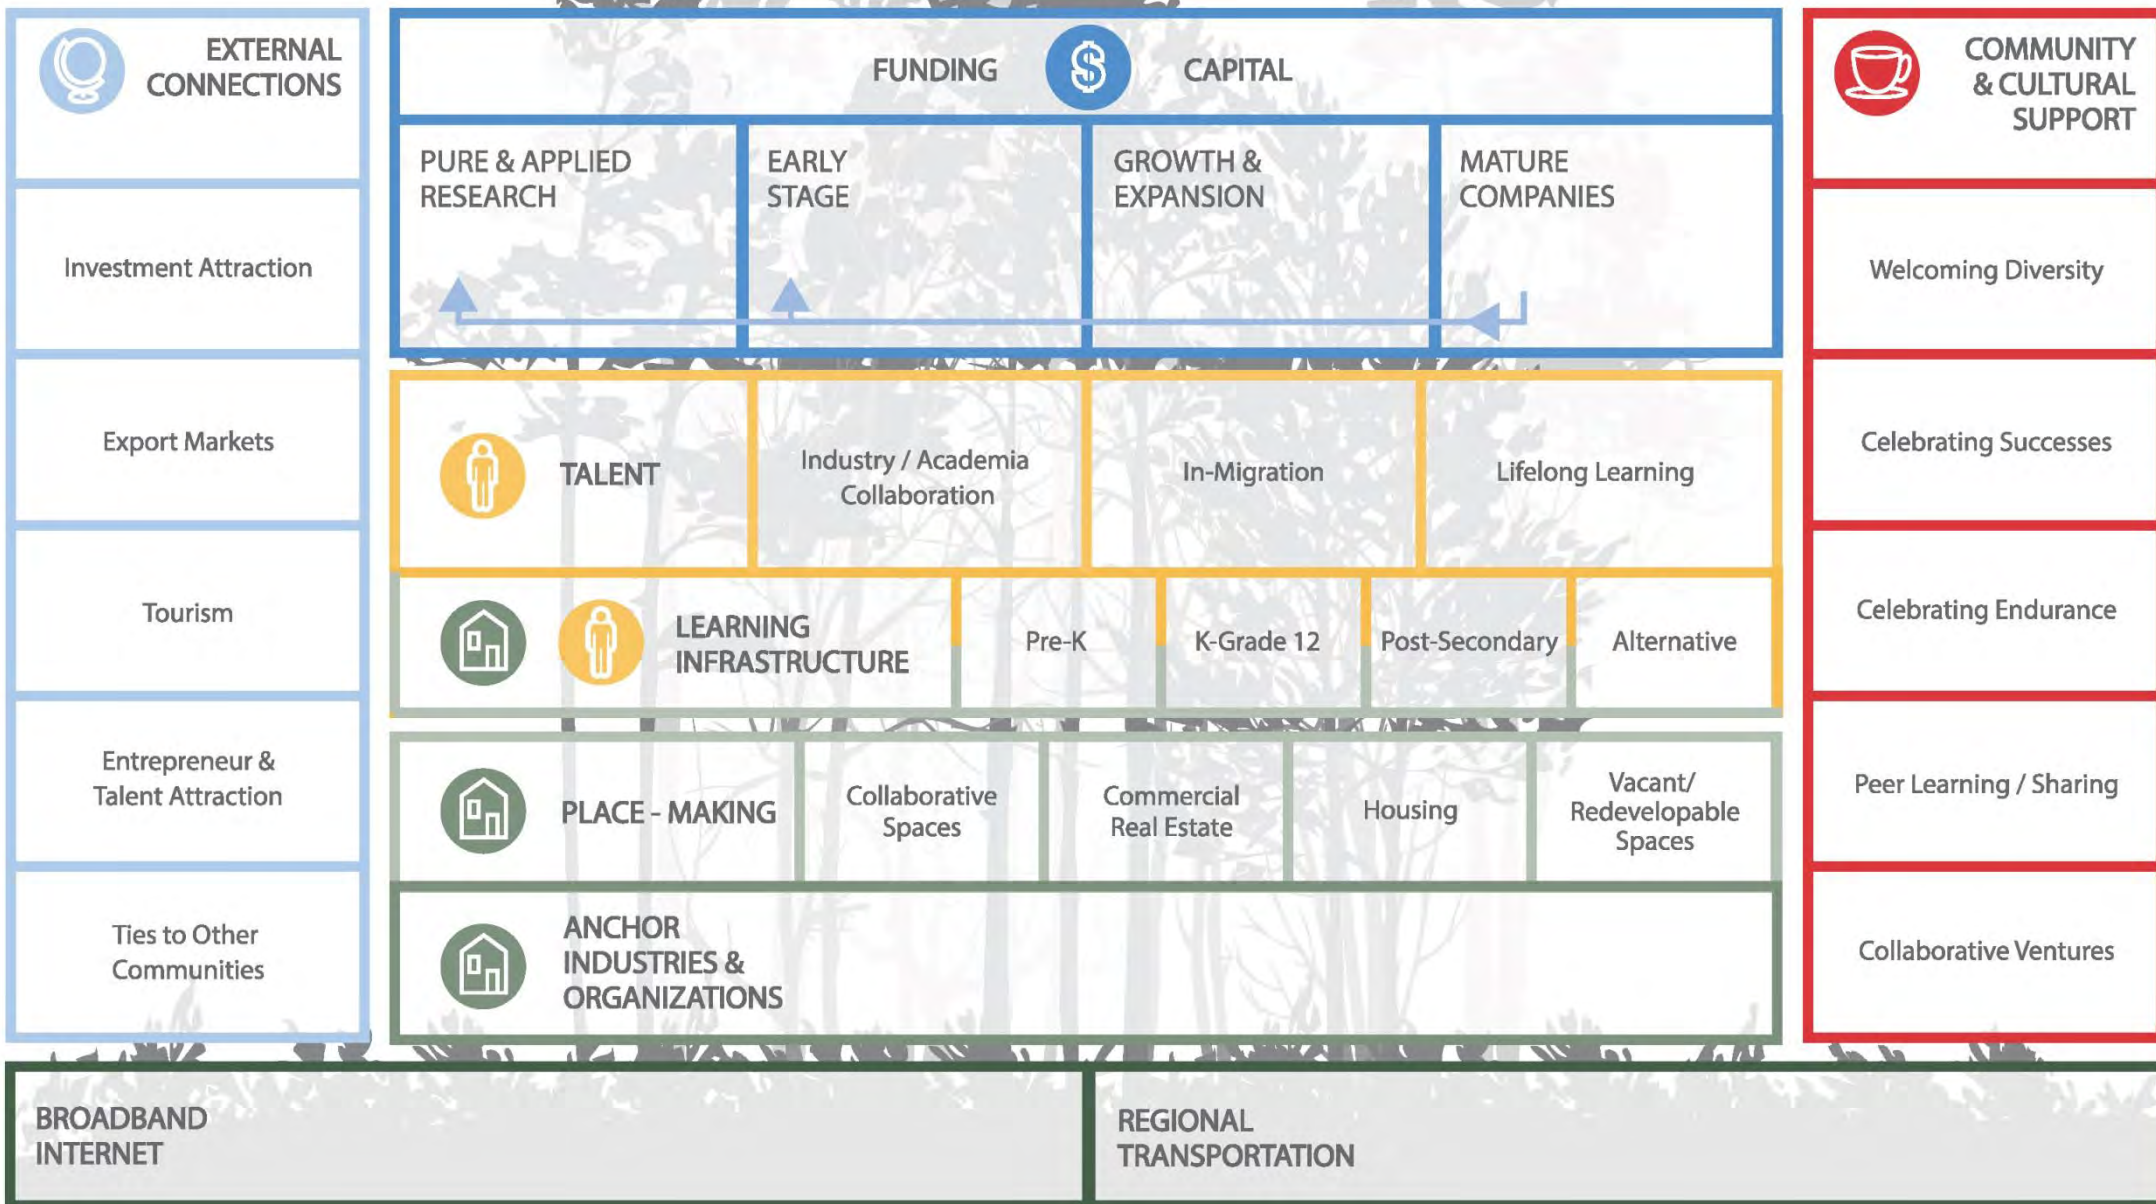 EXTERNAL
CONNECTIONS
Investment Attraction
Export Markets
Tourism
Entrepreneur &
Talent Attraction
Ties to Other
Communities
FUNDING $ CAPITAL
PURE & APPLIED
RESEARCH
EARLY
STAGE
GROWTH &
EXPANSION
MATURE
COMPANIES
TALENT
Industry / Academia
Collaboration
In-Migration
Lifelong Learning
LEARNING
INFRASTRUCTURE
Pre-K
K-Grade 12
Post-Secondary
Alternative
PLACE - MAKING
Collaborative
Spaces
Commercial
Real Estate
Housing
Vacant/
Redevelopable
Spaces
ANCHOR
INDUSTRIES &
ORGANIZATIONS
COMMUNITY
& CULTURAL
SUPPORT
Welcoming Diversity
Celebrating Successes
Celebrating Endurance
Peer Learning / Sharing
Collaborative Ventures
BROADBAND
INTERNET
REGIONAL
TRANSPORTATION